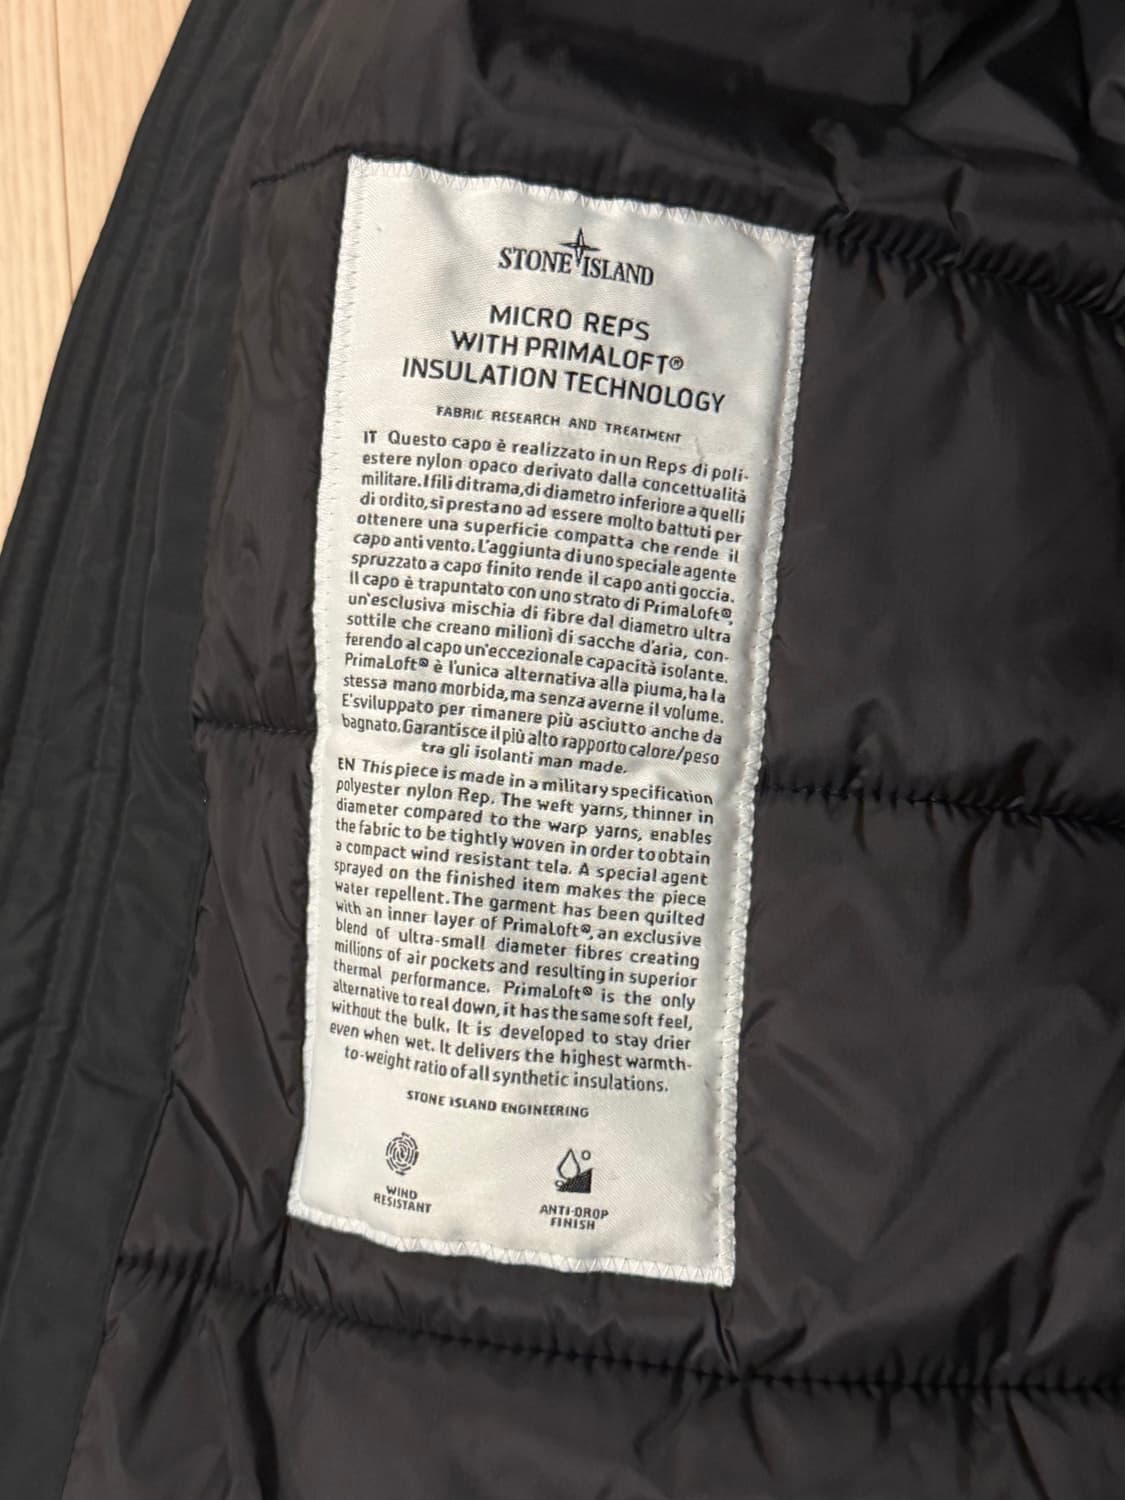 STONE ISLAND
MICRO REPS
WITH PRIMALOFT®
INSULATION TECHNOLOGY
FABRIC RESEARCH AND TREATMENT
IT Questo capo è realizzato in un Reps di poli-
estere nylon opaco derivato dalla concettualità
militare. I fili di trama, di diametro inferiore a quelli
di ordito, si prestano ad essere molto battuti per
ottenere una superficie compatta che rende il
capo anti vento. L'aggiunta di uno speciale agente
spruzzato a capo finito rende il capo anti goccia.
Il capo è trapuntato con uno strato di PrimaLoft®,
un'esclusiva mischia di fibre dal diametro ultra
sottile che creano milioni di sacche d'aria, con-
ferendo al capo un'eccezionale capacità isolante.
PrimaLoft® è l'unica alternativa alla piuma, ha la
stessa mano morbida, ma senza averne il volume.
E'sviluppato per rimanere più asciutto anche da
bagnato. Garantisce il più alto rapporto calore/peso
tra gli isolanti man made.
EN This piece is made in a military specification
polyester nylon Rep. The weft yarns, thinner in
diameter compared to the warp yarns, enables
the fabric to be tightly woven in order to obtain
a compact wind resistant tela. A special agent
sprayed on the finished item makes the piece
water repellent. The garment has been quilted
with an inner layer of PrimaLoft®, an exclusive
blend of ultra-small diameter fibres creating
millions of air pockets and resulting in superior
thermal performance. PrimaLoft® is the only
alternative to real down, it has the same soft feel,
without the bulk. It is developed to stay drier
even when wet. It delivers the highest warmth-
to-weight ratio of all synthetic insulations.
STONE ISLAND ENGINEERING
WIND
RESISTANT
ANTI-DROP
FINISH